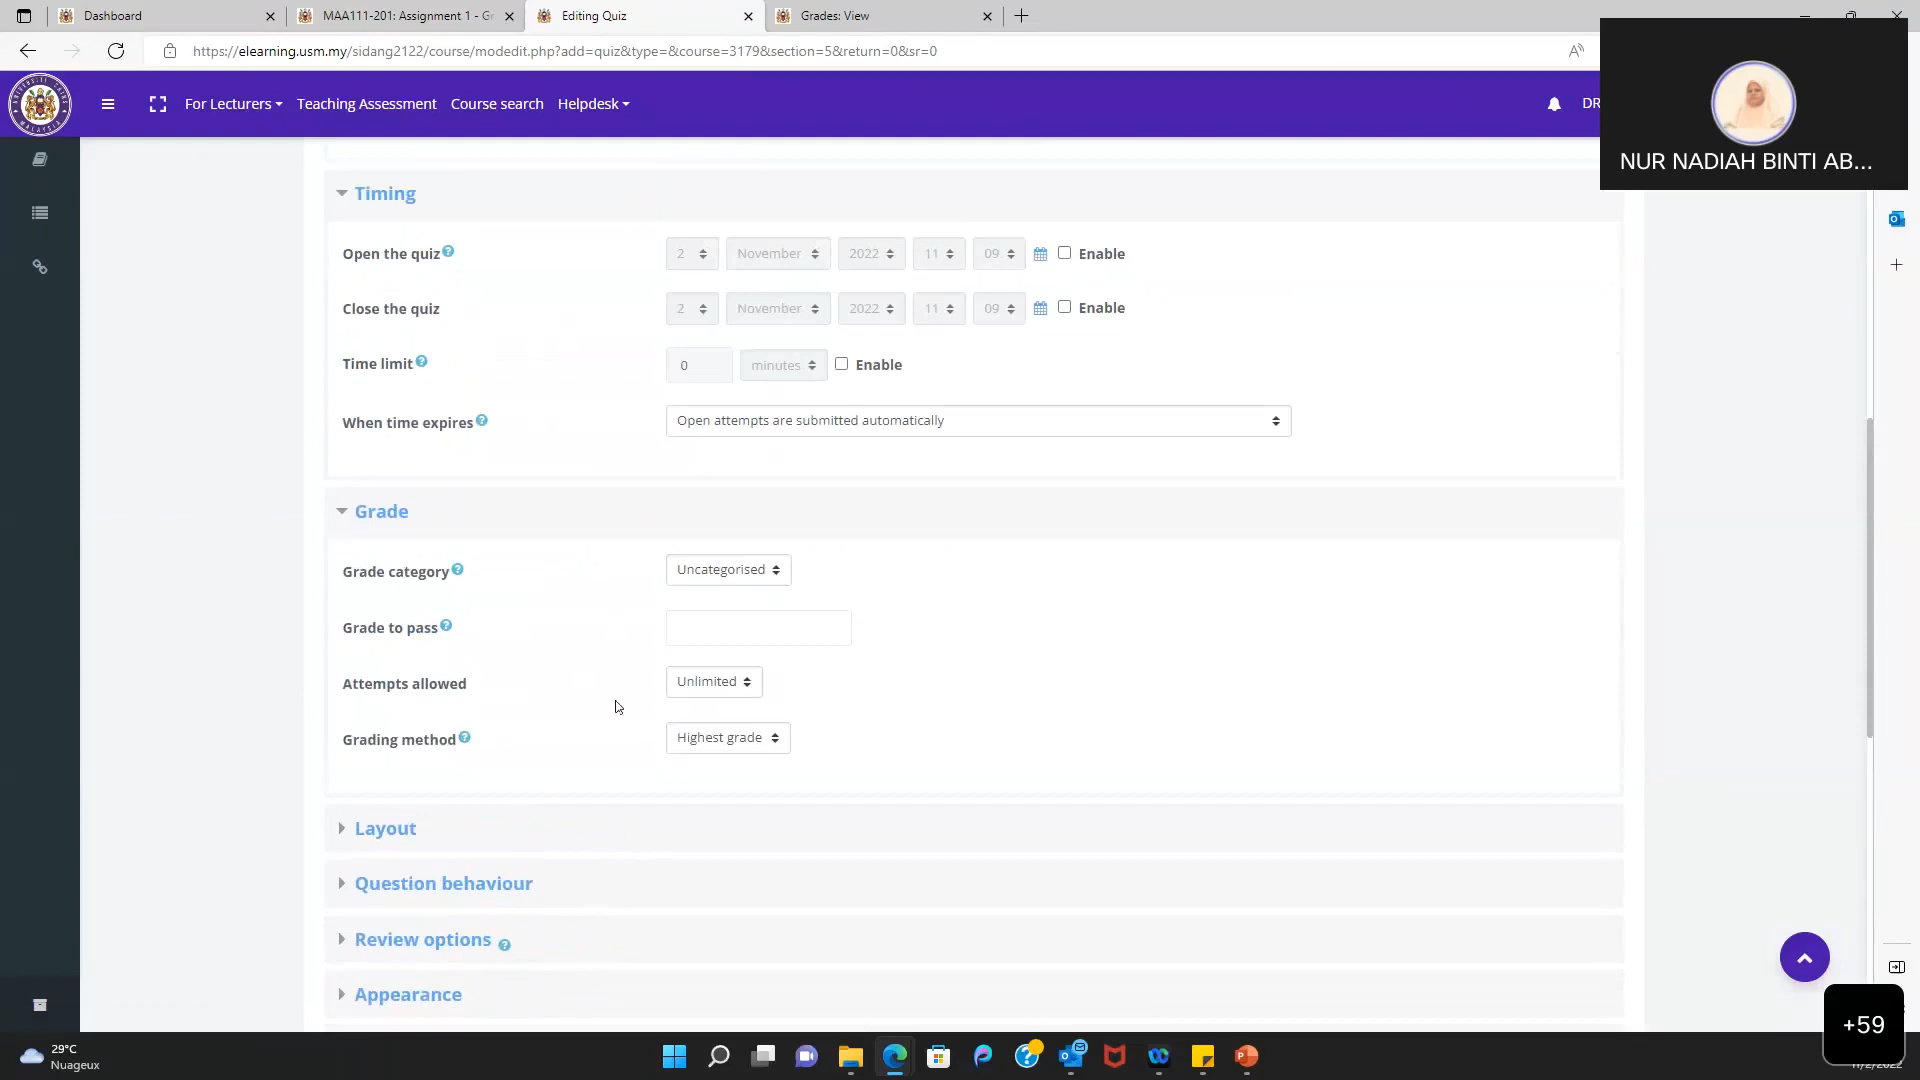 Dashboard
MAA111-201: Assignment 1 - Gr
Editing Quiz
Grades: View
https://elearning.usm.my/sidang2122/course/modedit.php?add=quiz&type=&course=3179&section=5&return=0&sr=0
For Lecturers
Teaching Assessment
Course search
Helpdesk
DR
NUR NADIAH BINTI AB...
Timing
Open the quiz
2 November 2022 11 09 Enable
Close the quiz
2 November 2022 11 09 Enable
Time limit
0 minutes Enable
When time expires
Open attempts are submitted automatically
Grade
Grade category
Uncategorised
Grade to pass
Attempts allowed
Unlimited
Grading method
Highest grade
Layout
Question behaviour
Review options
Appearance
+59
29°C
Nuageux